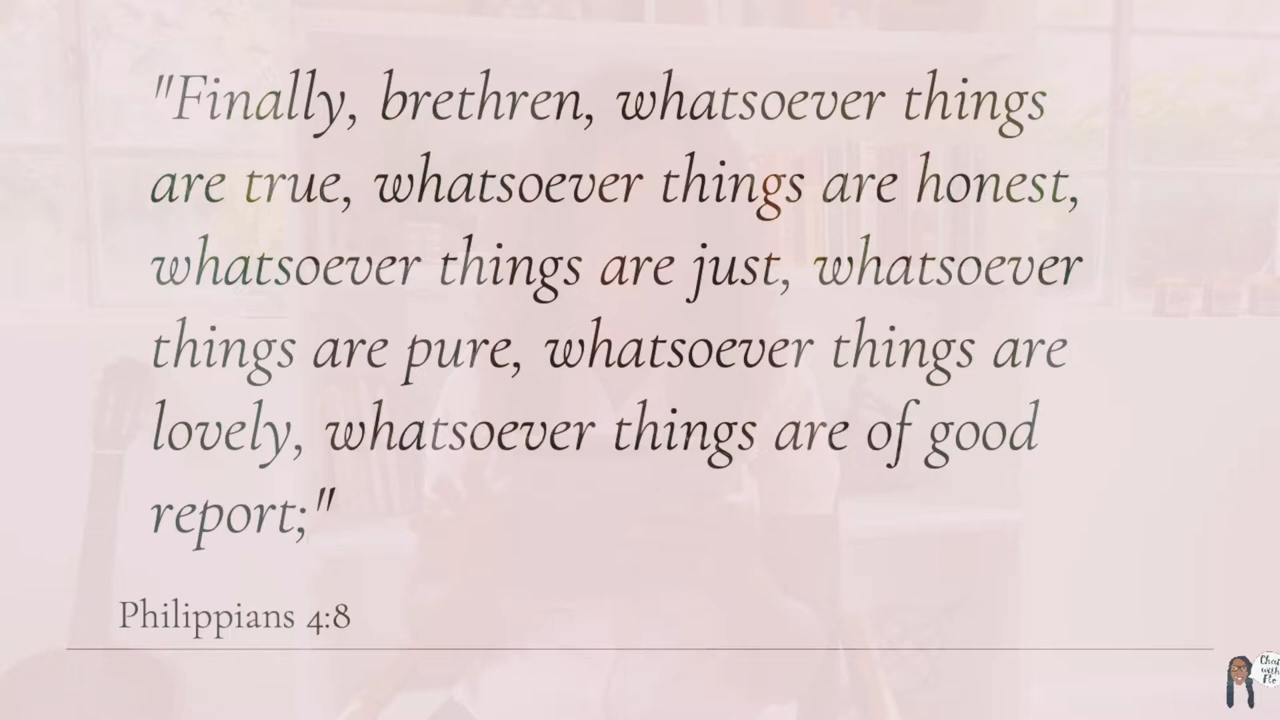 "Finally, brethren, whatsoever things
are true, whatsoever things are honest,
whatsoever things are just, whatsoever
things are pure, whatsoever things are
lovely, whatsoever things are of good
report;"
Philippians 4:8
with